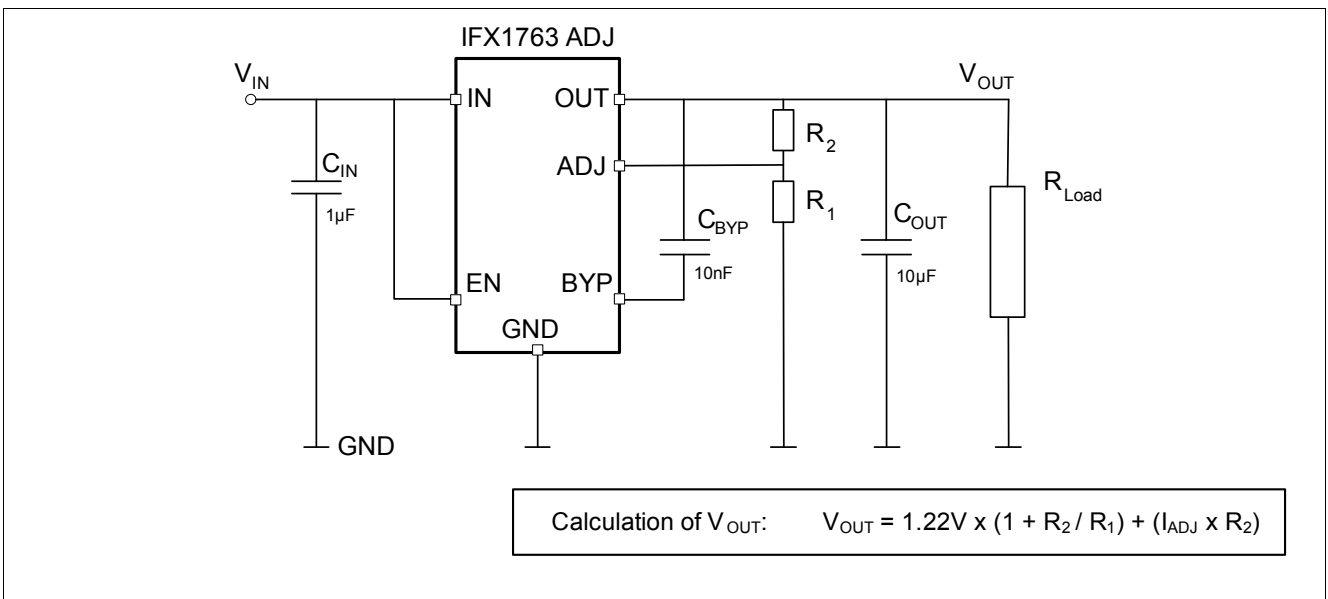 IFX1763 ADJ
V_IN
V_OUT
IN
OUT
R_2
ADJ
C_IN
1µF
R_1
R_Load
C_BYP
10nF
C_OUT
10µF
EN
BYP
GND
GND
Calculation of V_OUT: V_OUT = 1.22V x (1 + R_2 / R_1) + (I_ADJ x R_2)